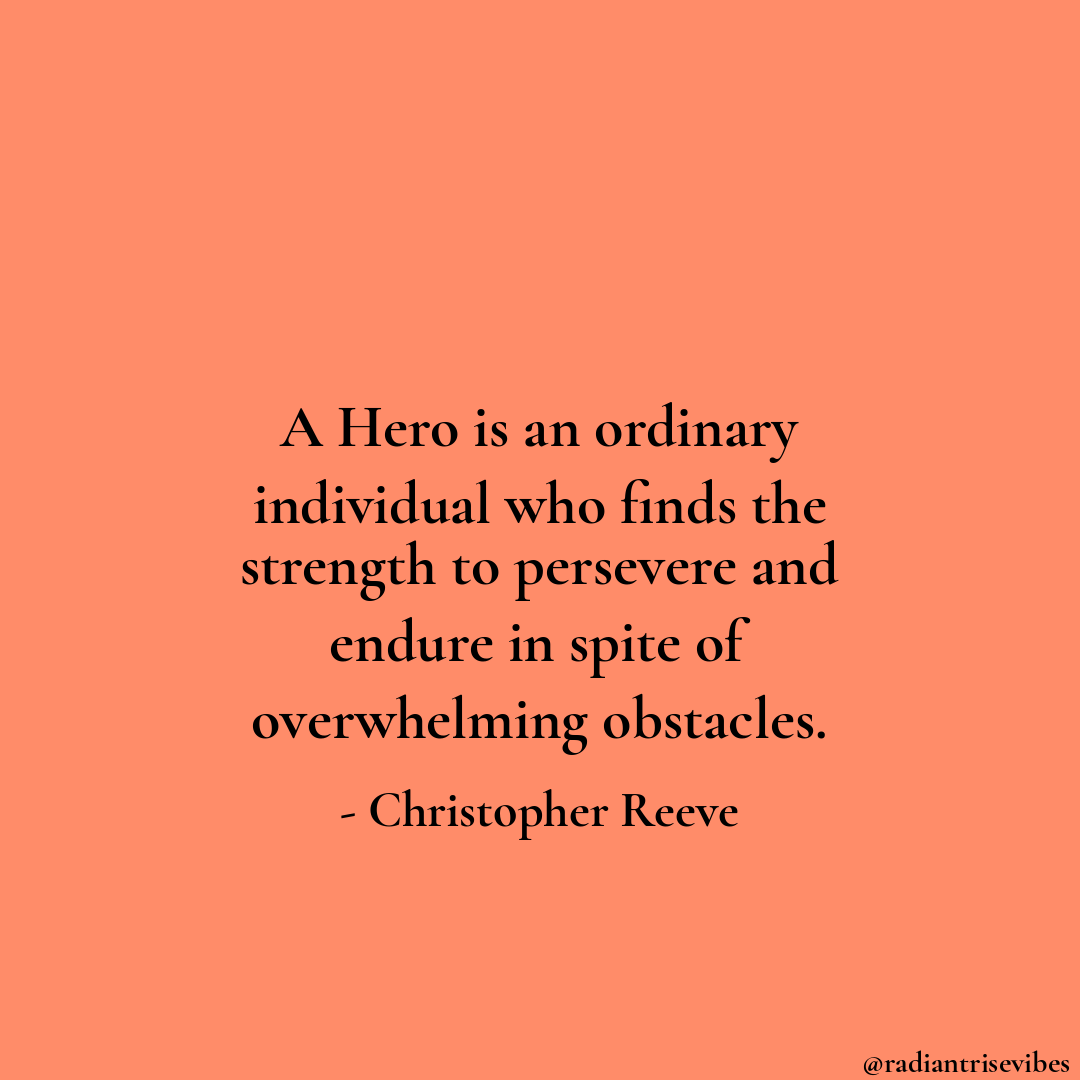 A Hero is an ordinary
individual who finds the
strength to persevere and
endure in spite of
overwhelming obstacles.
- Christopher Reeve
@radiantrisevibes